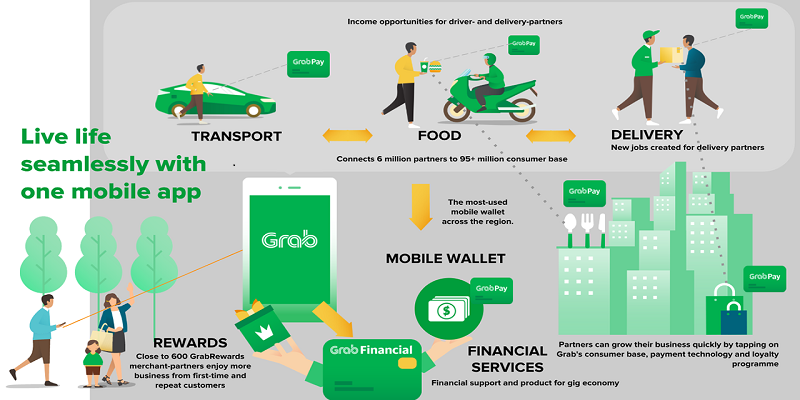 Income opportunities for driver- and delivery-partners
GrabPay
GrabPay
GrabPay
TRANSPORT
FOOD
DELIVERY
New jobs created for delivery partners
Connects 6 million partners to 95+ million consumer base
Live life
seamlessly with
one mobile app
The most-used
mobile wallet
across the region.
GrabPay
Grab
MOBILE WALLET
GrabPay
GrabPay
$
REWARDS
Close to 600 GrabRewards
merchant-partners enjoy more
business from first-time and
repeat customers
Grab Financial
FINANCIAL
SERVICES
Financial support and product for gig economy
Partners can grow their business quickly by tapping on
Grab's consumer base, payment technology and loyalty
programme